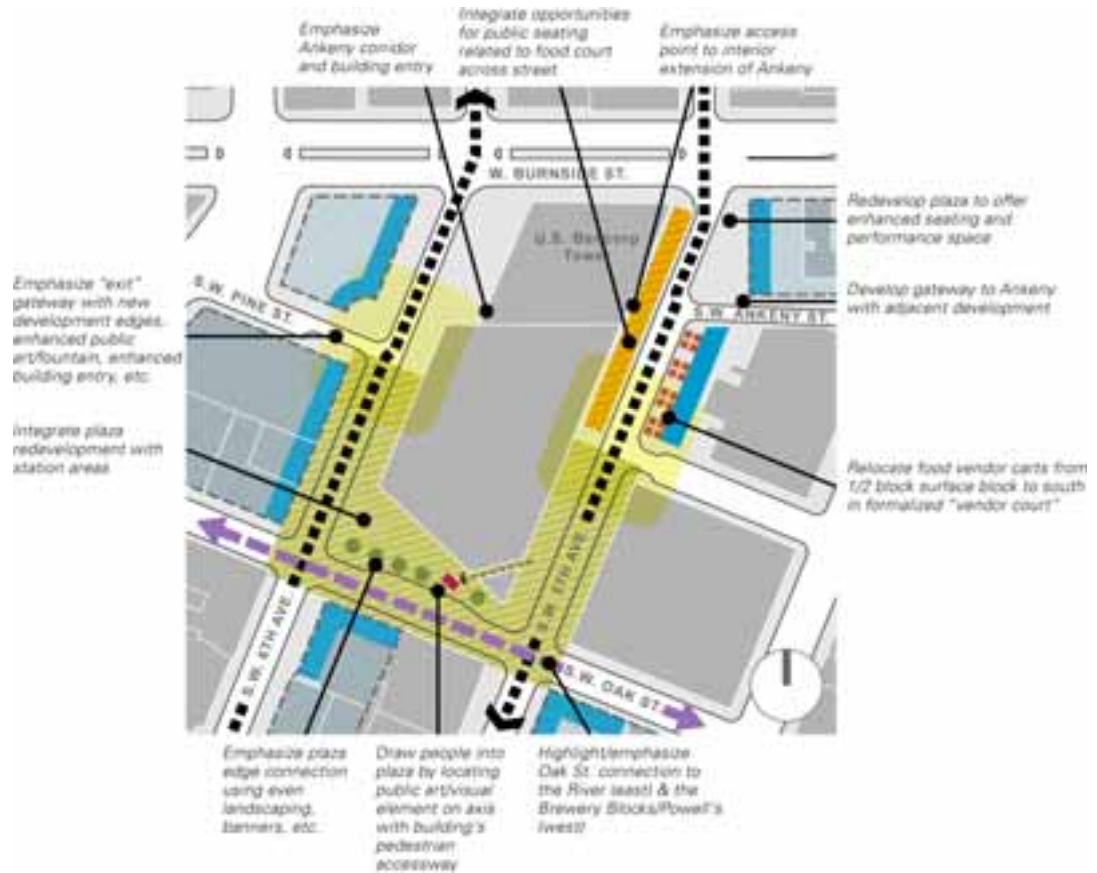 Emphasize
Ankeny corridor
and building entry
Integrate opportunities
for public seating
related to food court
across street
Emphasize access
point to interior
extension of Ankeny
W. BURNSIDE ST.
U.S. Bancorp
Tower
Redevelop plaza to offer
enhanced seating and
performance space
Develop gateway to Ankeny
with adjacent development
S.W. ANKENY ST.
S.W. PINE ST.
Emphasize "exit"
gateway with new
development edges,
enhanced public
art/fountain, enhanced
building entry, etc.
Integrate plaza
redevelopment with
station areas
Relocate food vendor carts from
1/2 block surface block to south
in formalized "vendor court"
S.W. 5TH AVE.
S.W. 6TH AVE.
S.W. OAK ST.
Emphasize plaza
edge connection
using even
landscaping,
banners, etc.
Draw people into
plaza by locating
public art/visual
element on axis
with building's
pedestrian
accessway
Highlight/emphasize
Oak St. connection to
the River (east) & the
Brewery Blocks/Powell's
(west)